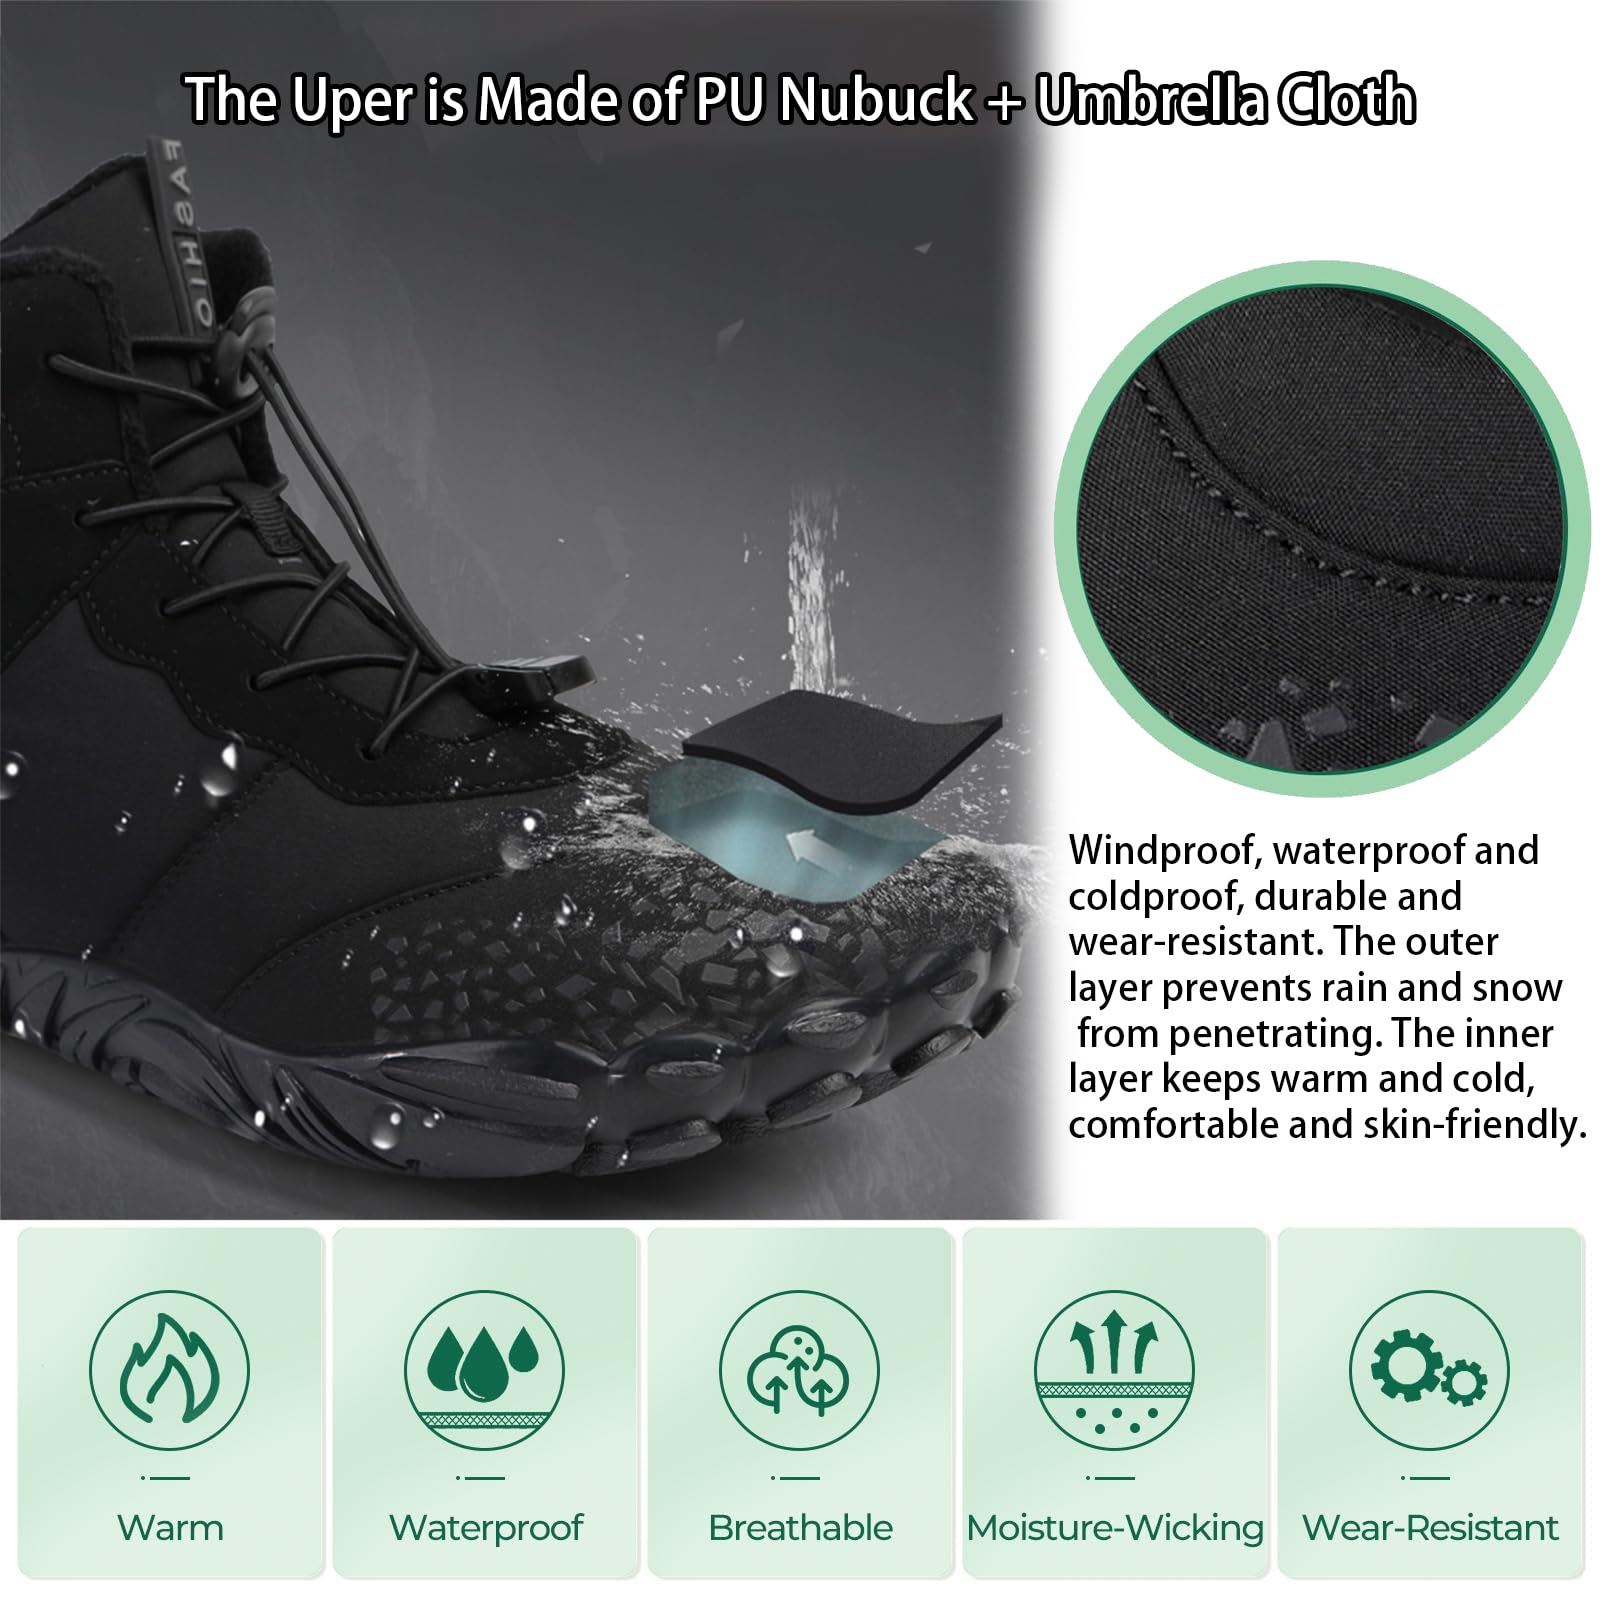 The Uper is Made of PU Nubuck + Umbrella Cloth
FASHIO
Windproof, waterproof and
coldproof, durable and
wear-resistant. The outer
layer prevents rain and snow
from penetrating. The inner
layer keeps warm and cold,
comfortable and skin-friendly.
Warm
Waterproof
Breathable
Moisture-Wicking
Wear-Resistant